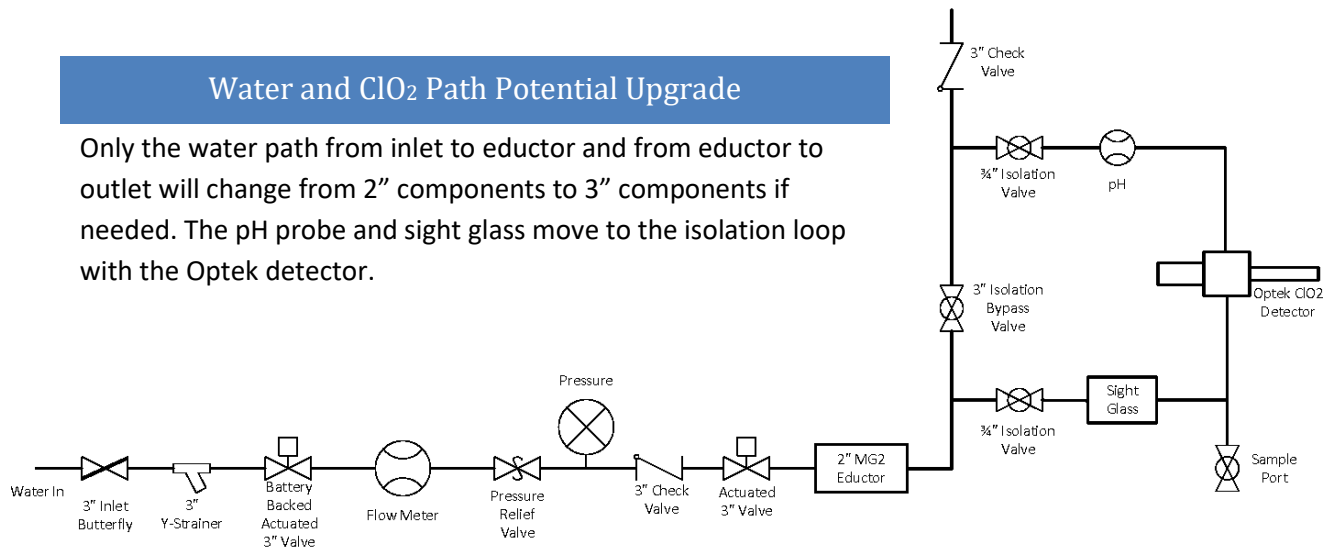 Water and ClO₂ Path Potential Upgrade
Only the water path from inlet to eductor and from eductor to
outlet will change from 2” components to 3” components if
needed. The pH probe and sight glass move to the isolation loop
with the Optek detector.
3" Check
Valve
¾" Isolation
Valve
pH
3" Isolation
Bypass
Valve
Optek ClO2
Detector
Pressure
Sight
Glass
¾" Isolation
Valve
2" MG2
Eductor
Sample
Port
Water In
3" Inlet
Butterfly
3"
Y-Strainer
Battery
Backed
Actuated
3" Valve
Flow Meter
Pressure
Relief
Valve
3" Check
Valve
Actuated
3" Valve